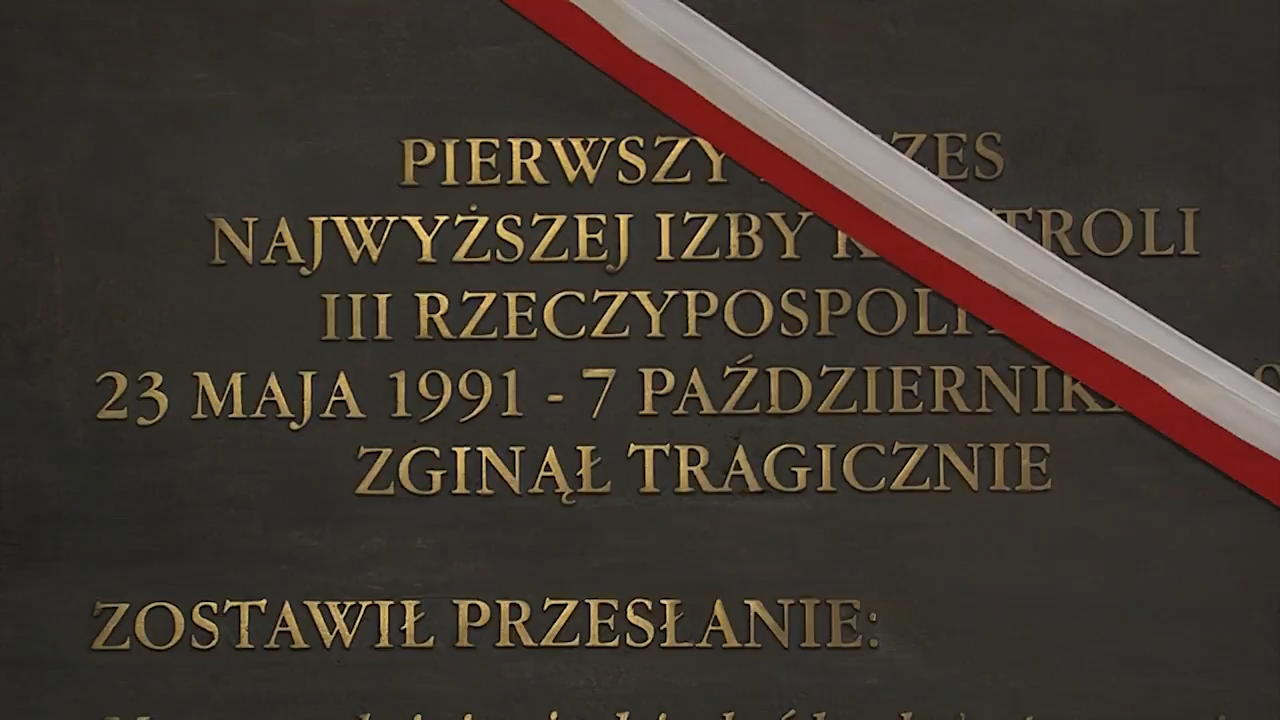 PIERWSZY
NAJWYŻSZEJ IZBY
III RZECZYPOSPOLI
23 MAJA 1991 - 7 PAŹDZIERNIK
ZGINĄŁ TRAGICZNIE
ZOSTAWIŁ PRZESŁANIE: